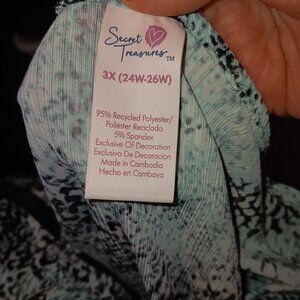 Secret
Treasures™
3X (24W-26W)
95% Recycled Polyester/
Poliéster Reciclado
5% Spandex
Exclusive Of Decoration
Exclusivo De Decoración
Made in Cambodia
Hecho en Camboya